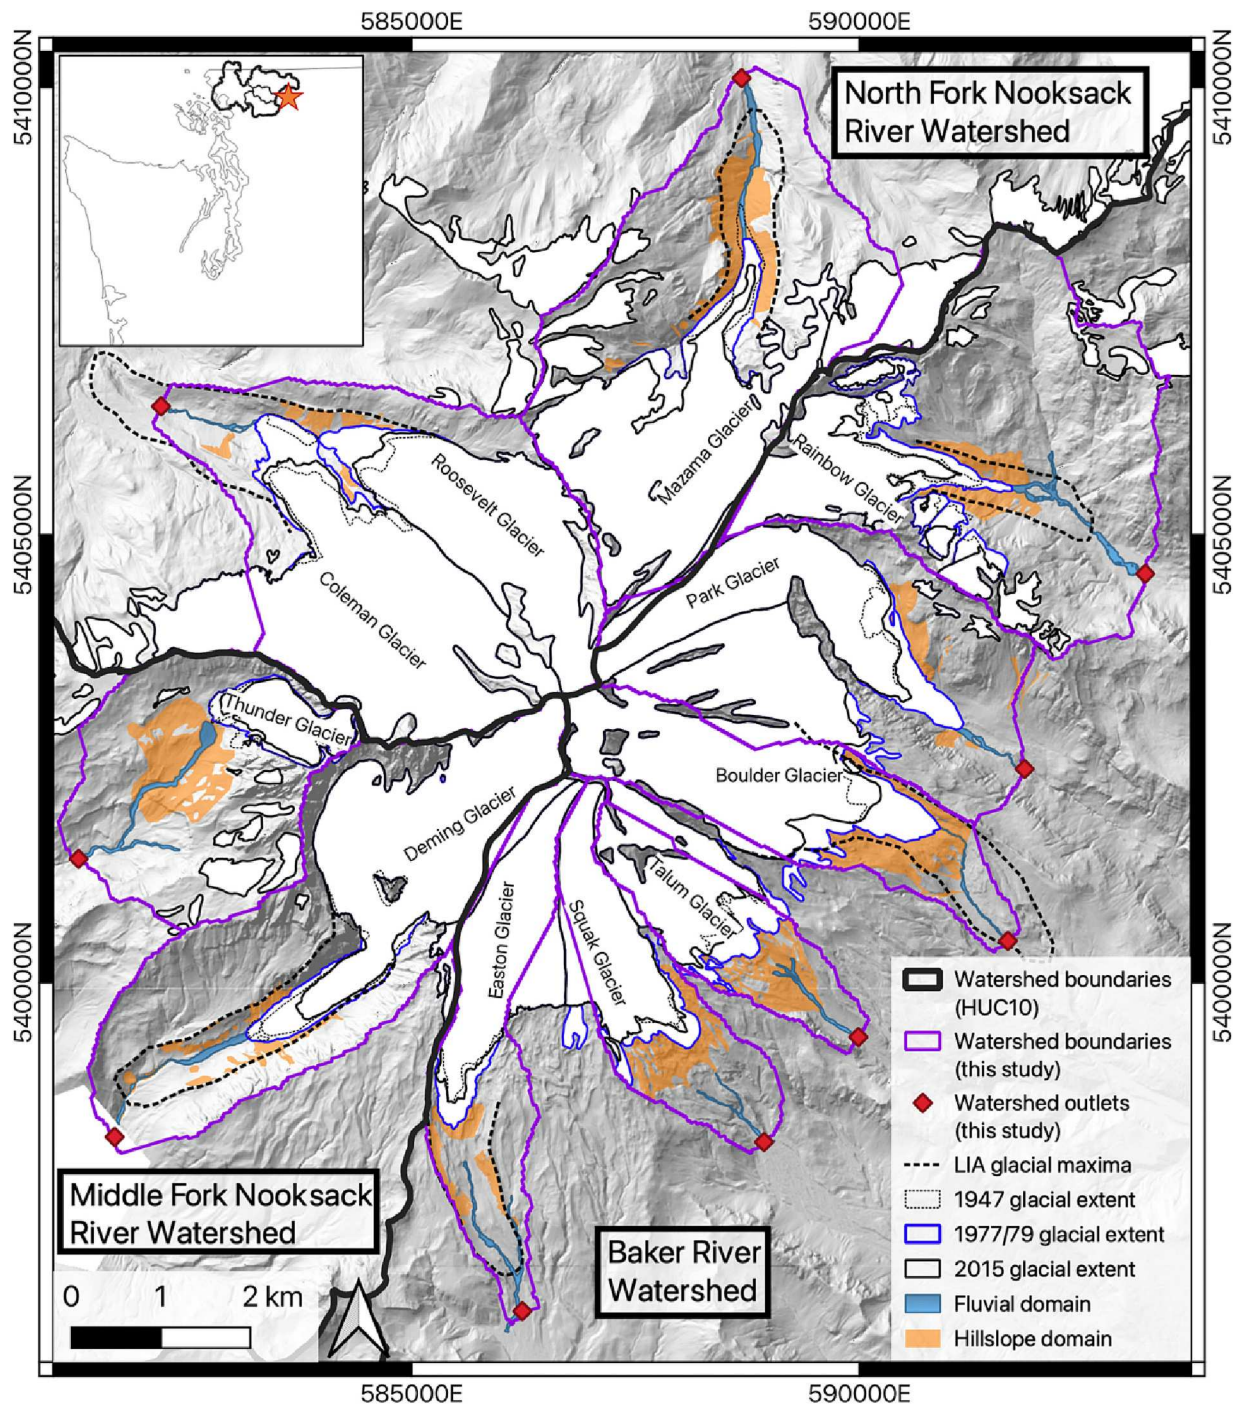 585000E
590000E
5410000N
5410000N
North Fork Nooksack
River Watershed
Mazama Glacier
Rainbow Glacier
Roosevelt Glacier
5405000N
5405000N
Park Glacier
Coleman Glacier
Thunder Glacier
Boulder Glacier
Deming Glacier
Talum Glacier
Easton Glacier
Squak Glacier
5400000N
5400000N
Watershed boundaries
(HUC10)
Watershed boundaries
(this study)
Watershed outlets
(this study)
LIA glacial maxima
1947 glacial extent
1977/79 glacial extent
2015 glacial extent
Fluvial domain
Hillslope domain
Middle Fork Nooksack
River Watershed
Baker River
Watershed
0 1 2 km
585000E
590000E